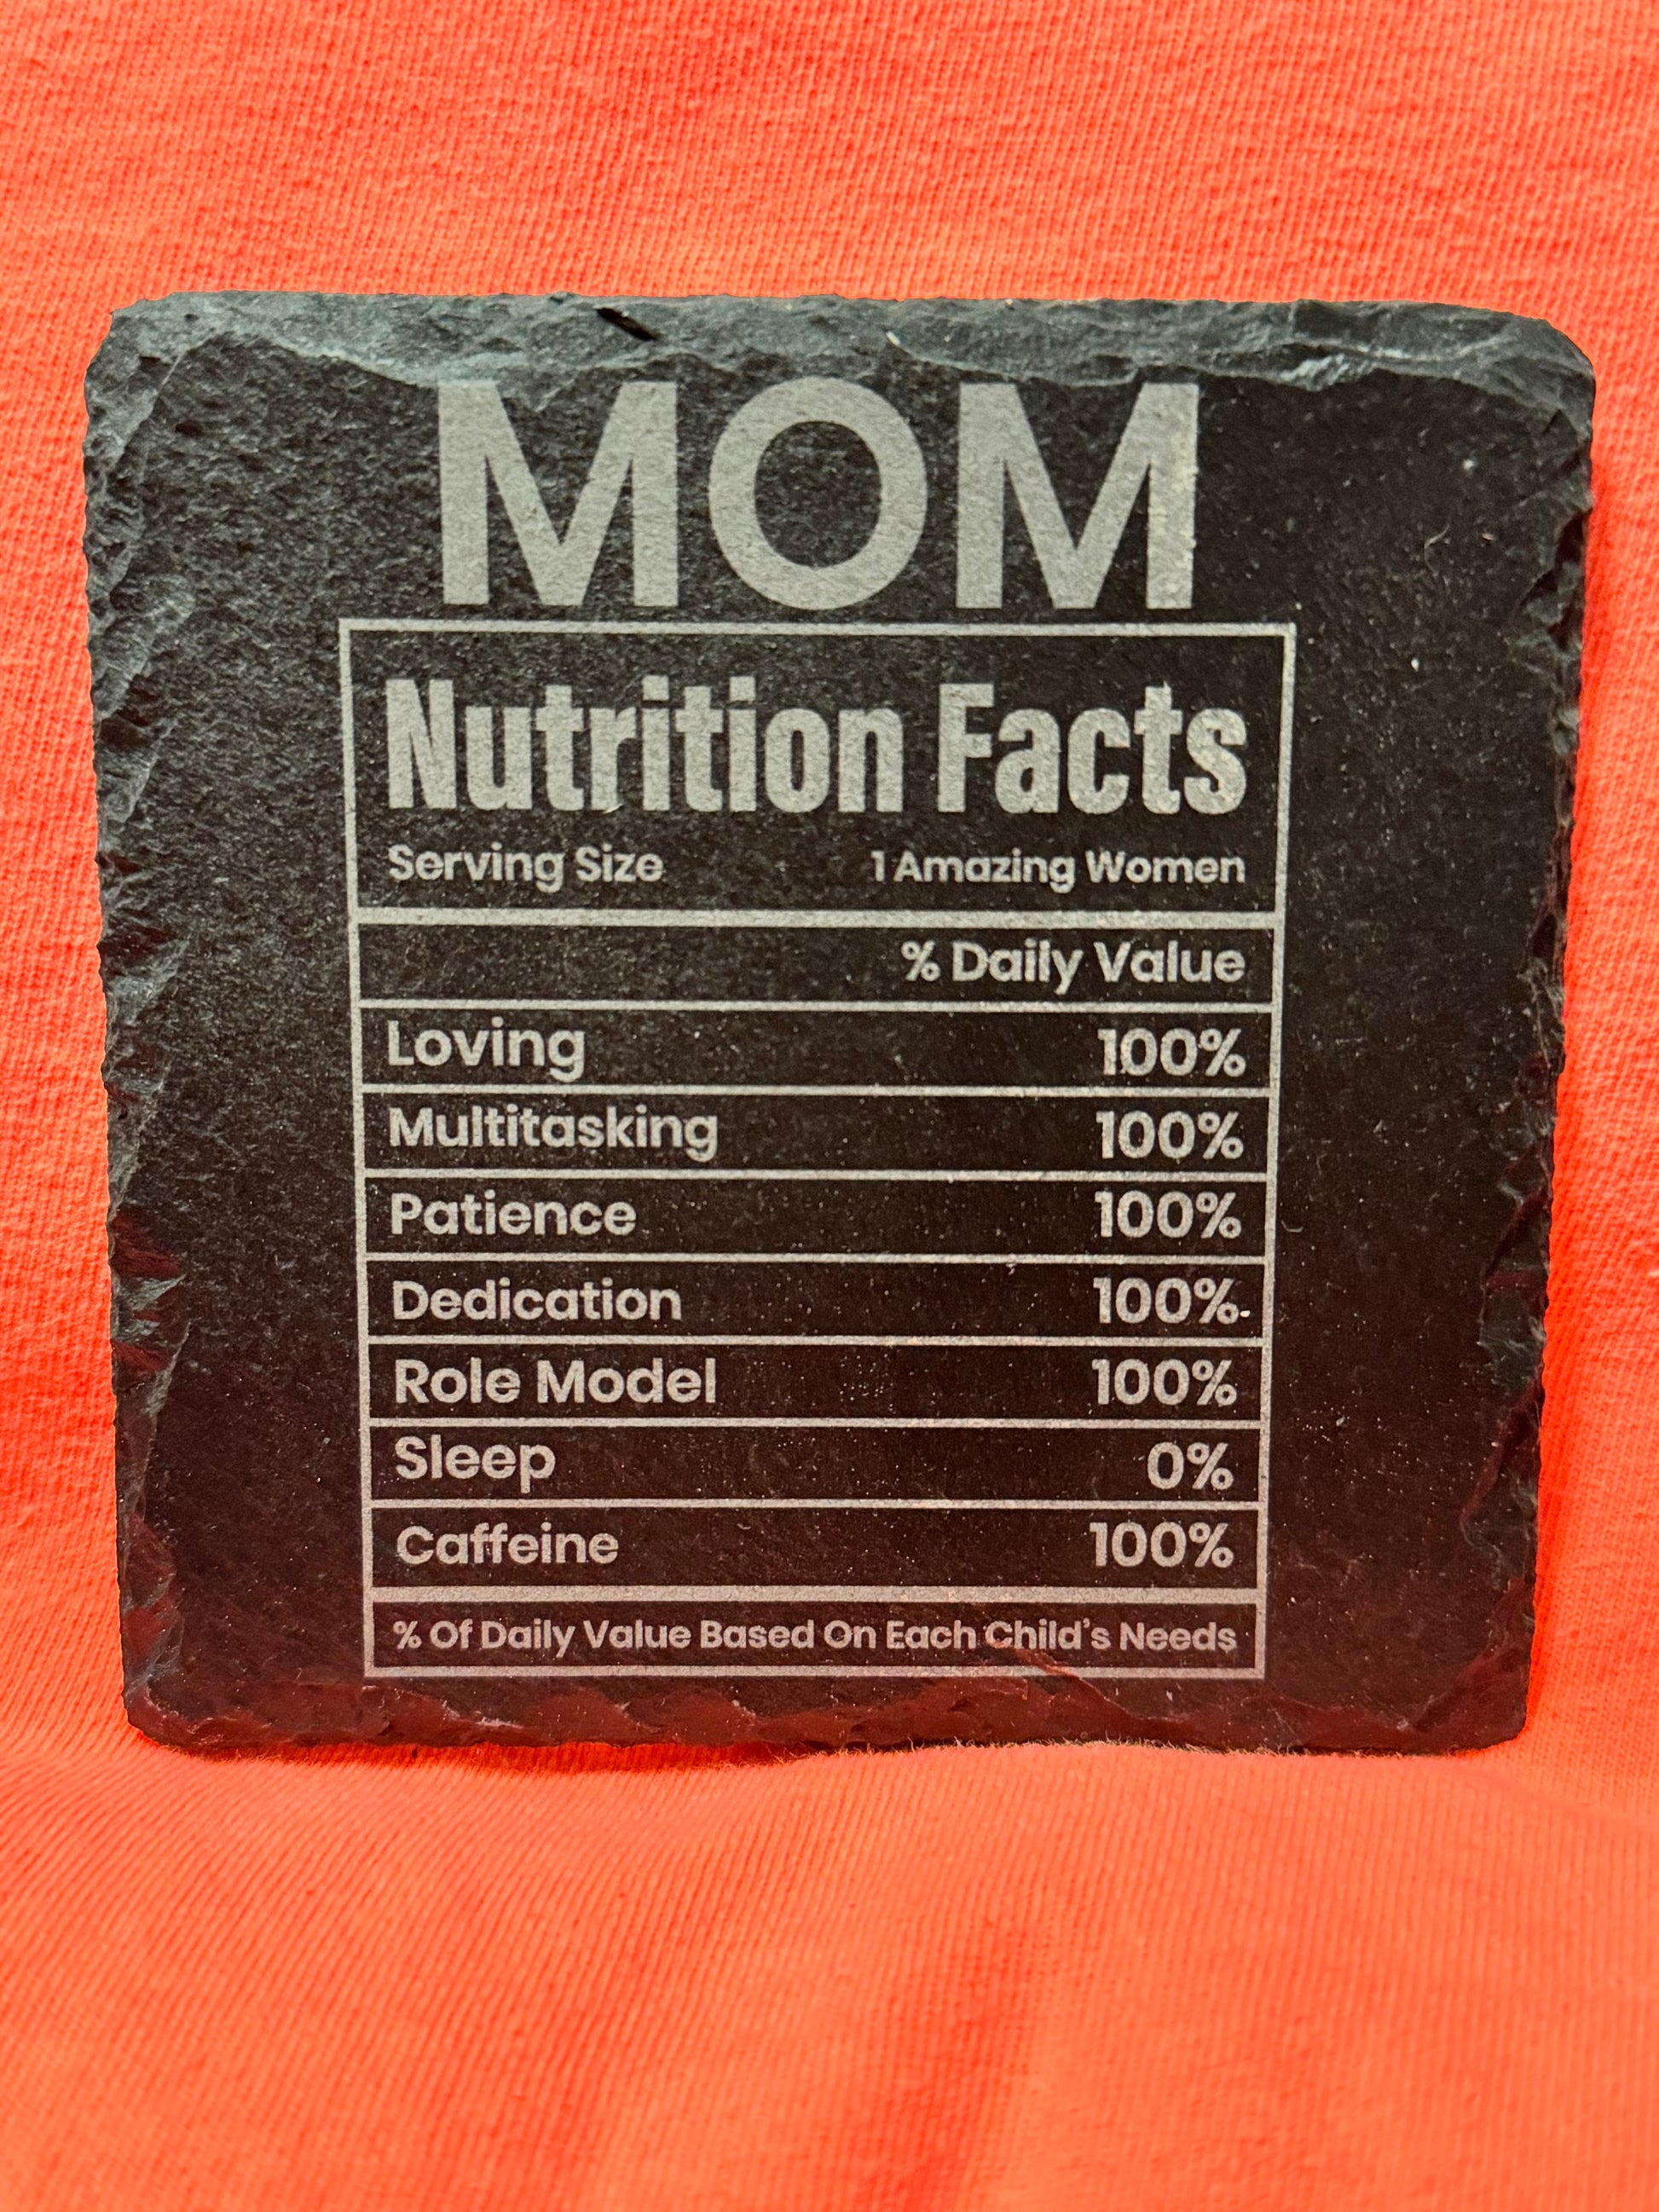 MOM
Nutrition Facts
Serving Size 1 Amazing Women
% Daily Value
Loving 100%
Multitasking 100%
Patience 100%
Dedication 100%
Role Model 100%
Sleep 0%
Caffeine 100%
% Of Daily Value Based On Each Child's Needs